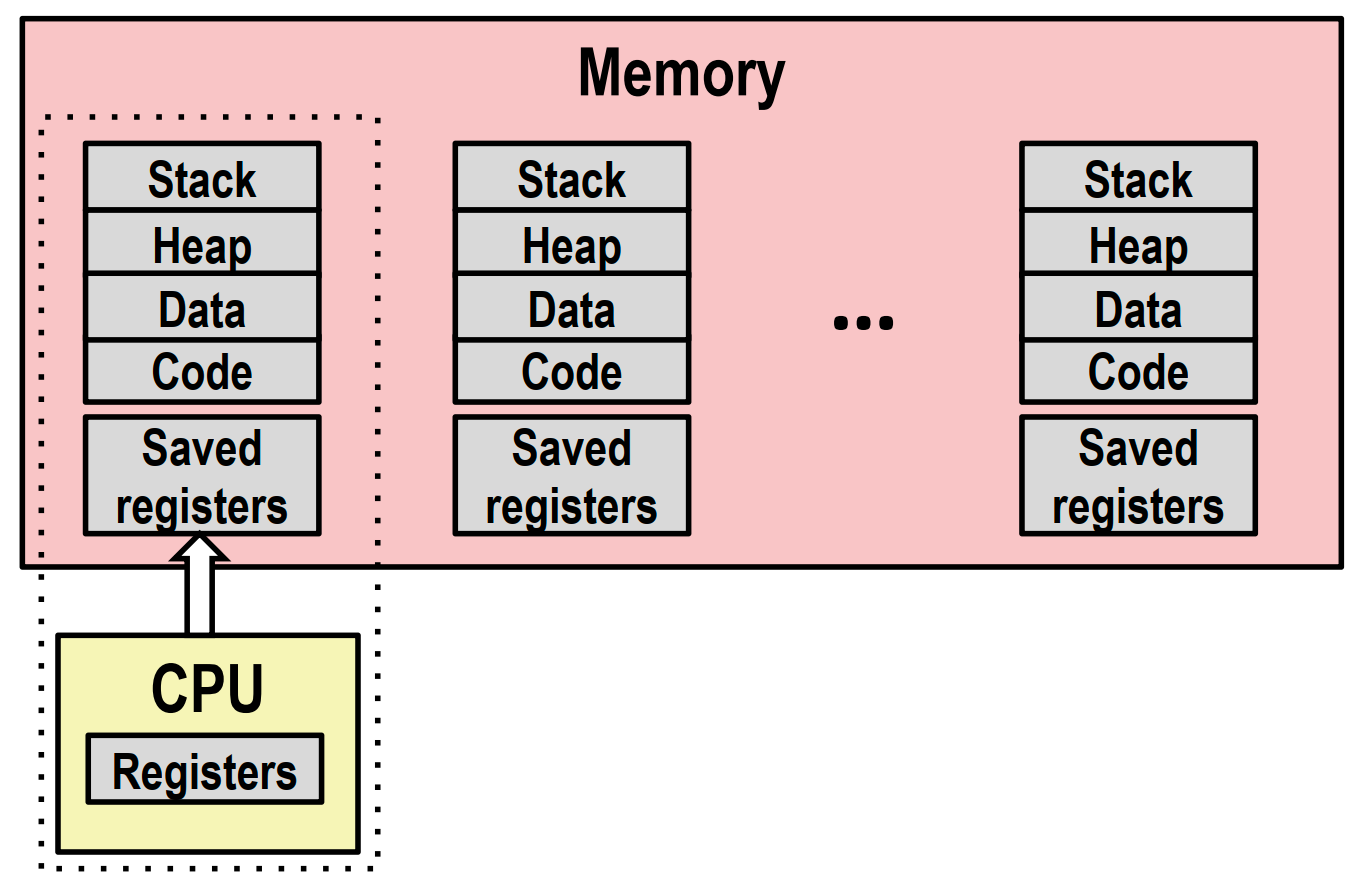 Memory
Stack
Heap
Data
Code
Saved
registers
Stack
Heap
Data
Code
Saved
registers
...
Stack
Heap
Data
Code
Saved
registers
CPU
Registers